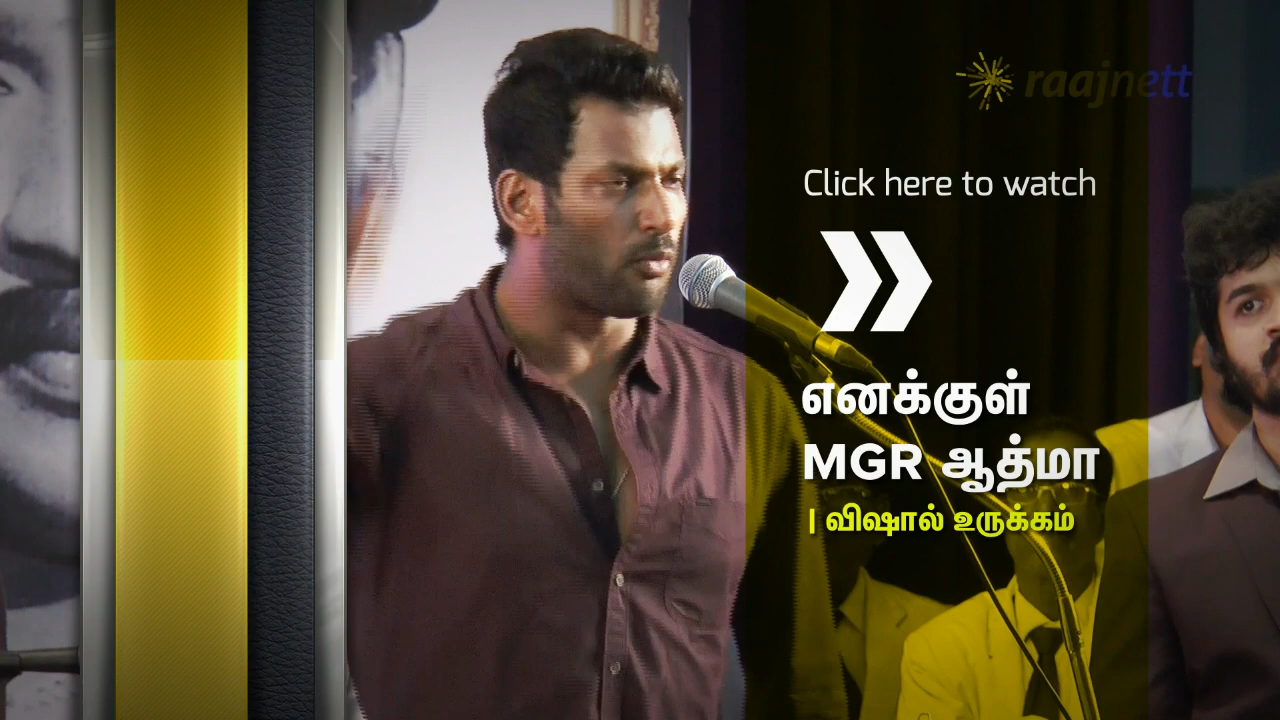 raajnett
Click here to watch
எனக்குள்
MGR ஆத்மா
| விஷால் உருக்கம்